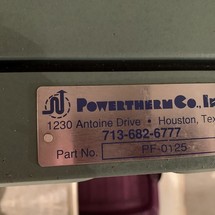 POWERTHERM CO., In
1230 Antoine Drive • Houston, Tex
713-682-6777
Part No. PF-0125